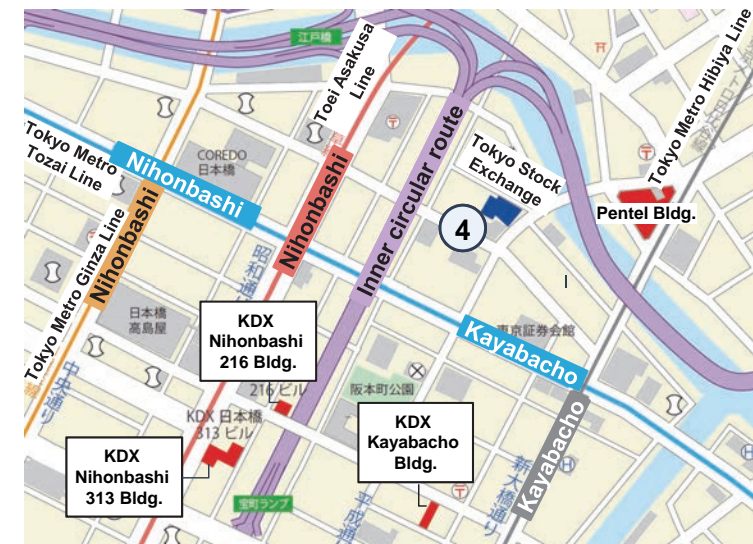 江戸橋
Toei Asakusa
Line
Tokyo Metro Hibiya Line
Tokyo Metro
Tozai Line
Nihonbashi
COREDO
日本橋
Nihonbashi
Inner circular route
Tokyo Stock
Exchange
4
Pentel Bldg.
Tokyo Metro Ginza Line
Nihonbashi
昭和通り
日本橋
高島屋
KDX
Nihonbashi
216 Bldg.
216 ビル
東京証券会館
Kayabacho
阪本町公園
中央通り
KDX 日本橋
313 ビル
KDX
Nihonbashi
313 Bldg.
KDX
Kayabacho
Bldg.
Kayabacho
新大橋通り
宝町ランプ
平成通り